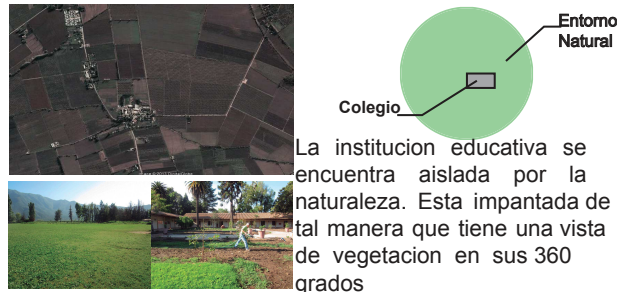 Entorno
Natural
Colegio
La institucion educativa se
encuentra aislada por la
naturaleza. Esta impantada de
tal manera que tiene una vista
de vegetacion en sus 360
grados